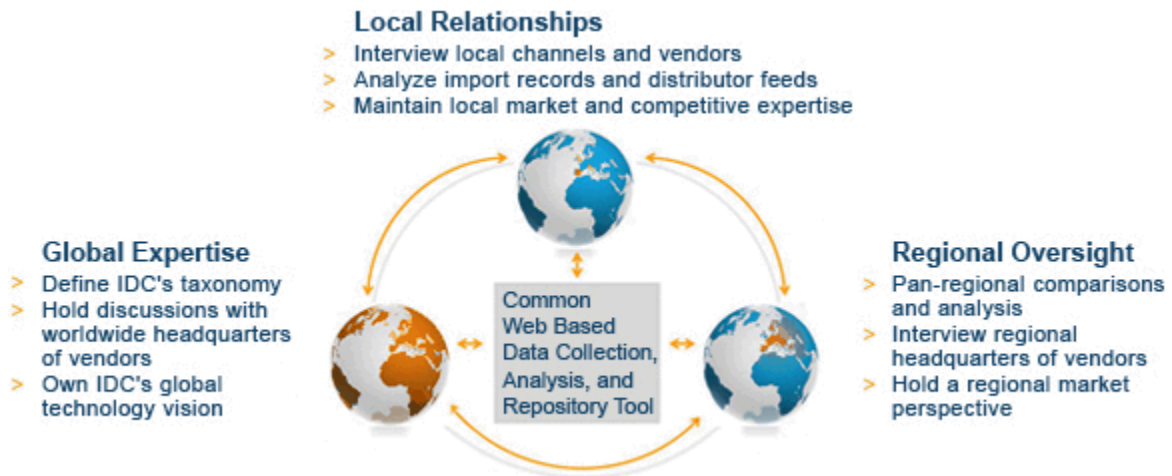 Local Relationships
> Interview local channels and vendors
> Analyze import records and distributor feeds
> Maintain local market and competitive expertise
Global Expertise
> Define IDC's taxonomy
> Hold discussions with
worldwide headquarters
of vendors
> Own IDC's global
technology vision
Common
Web Based
Data Collection,
Analysis, and
Repository Tool
Regional Oversight
> Pan-regional comparisons
and analysis
> Interview regional
headquarters of vendors
> Hold a regional market
perspective